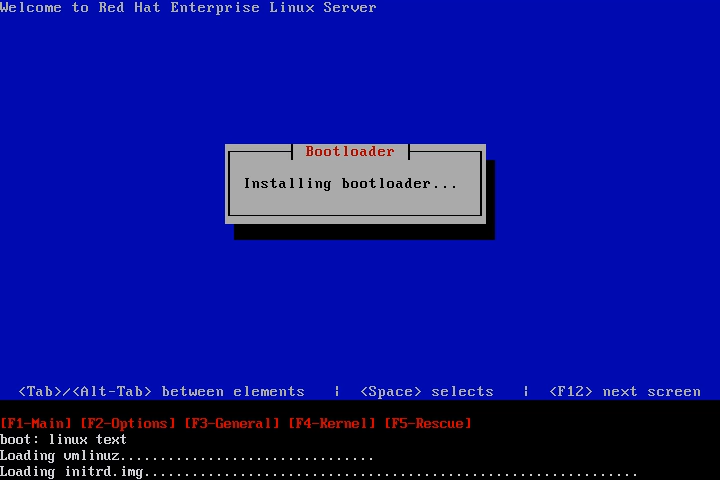 Welcome to Red Hat Enterprise Linux Server
Bootloader
Installing bootloader...
<Tab>/<Alt-Tab> between elements | <Space> selects | <F12> next screen
[F1-Main] [F2-Options] [F3-General] [F4-Kernel] [F5-Rescue]
boot: linux text
Loading vmlinuz................................
Loading initrd.img..............................................................